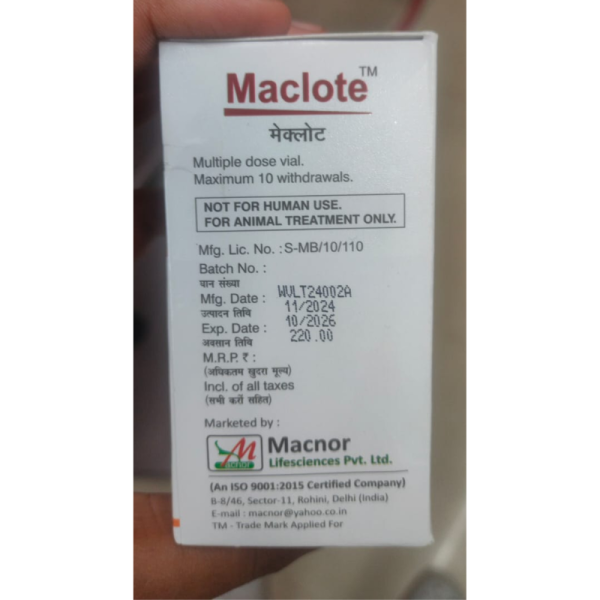 Maclote™
मेक्लोट
Multiple dose vial.
Maximum 10 withdrawals.
NOT FOR HUMAN USE.
FOR ANIMAL TREATMENT ONLY.
Mfg. Lic. No. : S-MB/10/110
Batch No. :
पान संख्या
WVLT24002A
Mfg. Date : 11/2024
उत्पादन तिथि
Exp. Date : 10/2026
अवसान तिथि
220.00
M.R.P. ₹ :
(अधिकतम खुदरा मूल्य)
Incl. of all taxes
(सभी करों सहित)
Marketed by :
Macnor
Macnor
Lifesciences Pvt. Ltd.
(An ISO 9001:2015 Certified Company)
B-8/46, Sector-11, Rohini, Delhi (India)
E-mail : macnor@yahoo.co.in
TM - Trade Mark Applied For